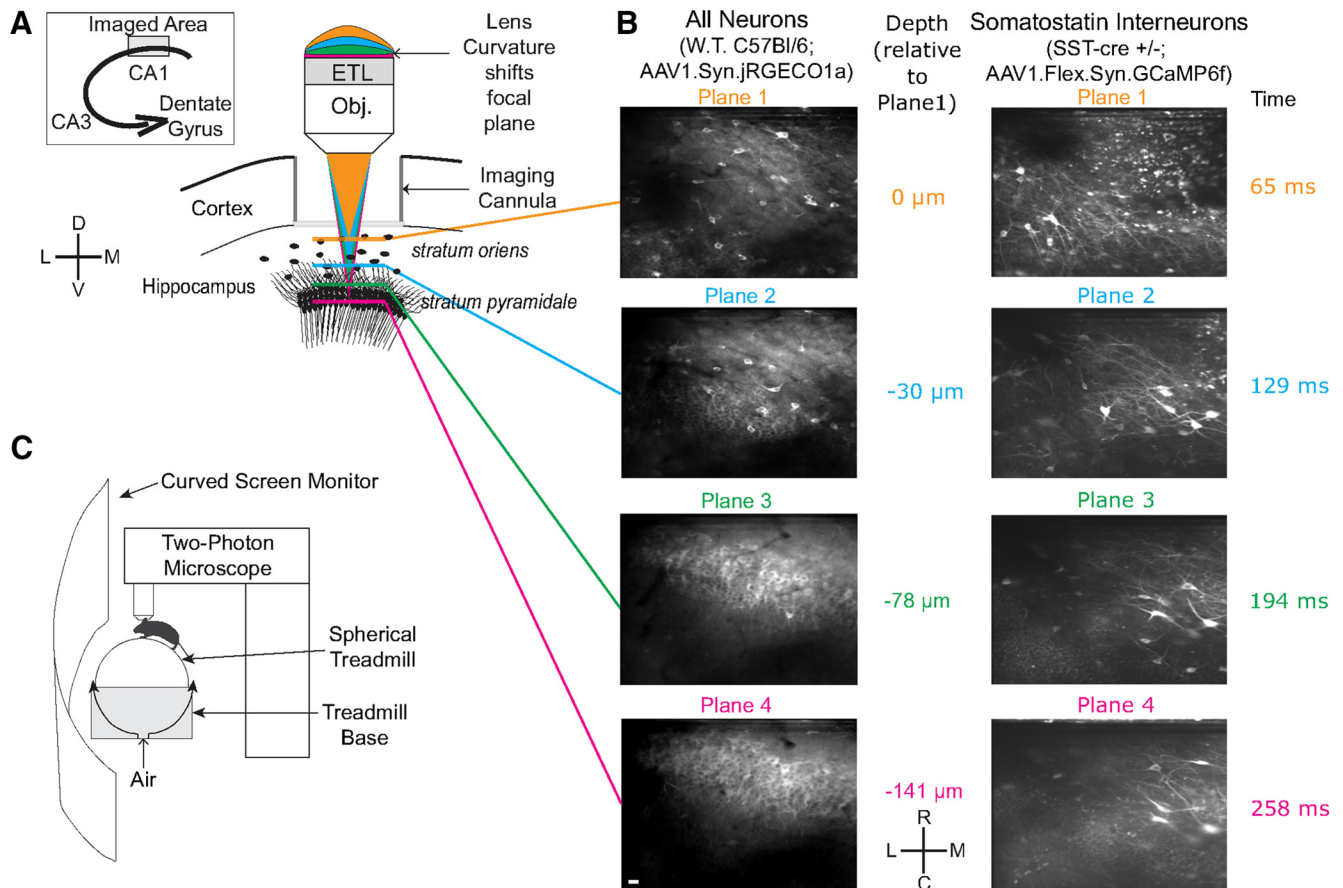 A
Imaged Area
CA1
CA3
Dentate
Gyrus
ETL
Obj.
Lens
Curvature
shifts
focal
plane
Imaging
Cannula
Cortex
D
L
M
V
Hippocampus
stratum oriens
stratum pyramidale
B
All Neurons
(W.T. C57Bl/6;
AAV1.Syn.jRGECO1a)
Depth
(relative
to
Plane1)
Somatostatin Interneurons
(SST-cre +/-;
AAV1.Flex.Syn.GCaMP6f)
Time
Plane 1
0 µm
Plane 1
65 ms
Plane 2
-30 µm
Plane 2
129 ms
Plane 3
-78 µm
Plane 3
194 ms
Plane 4
-141 µm
Plane 4
258 ms
R
L
M
C
C
Curved Screen Monitor
Two-Photon
Microscope
Spherical
Treadmill
Treadmill
Base
Air